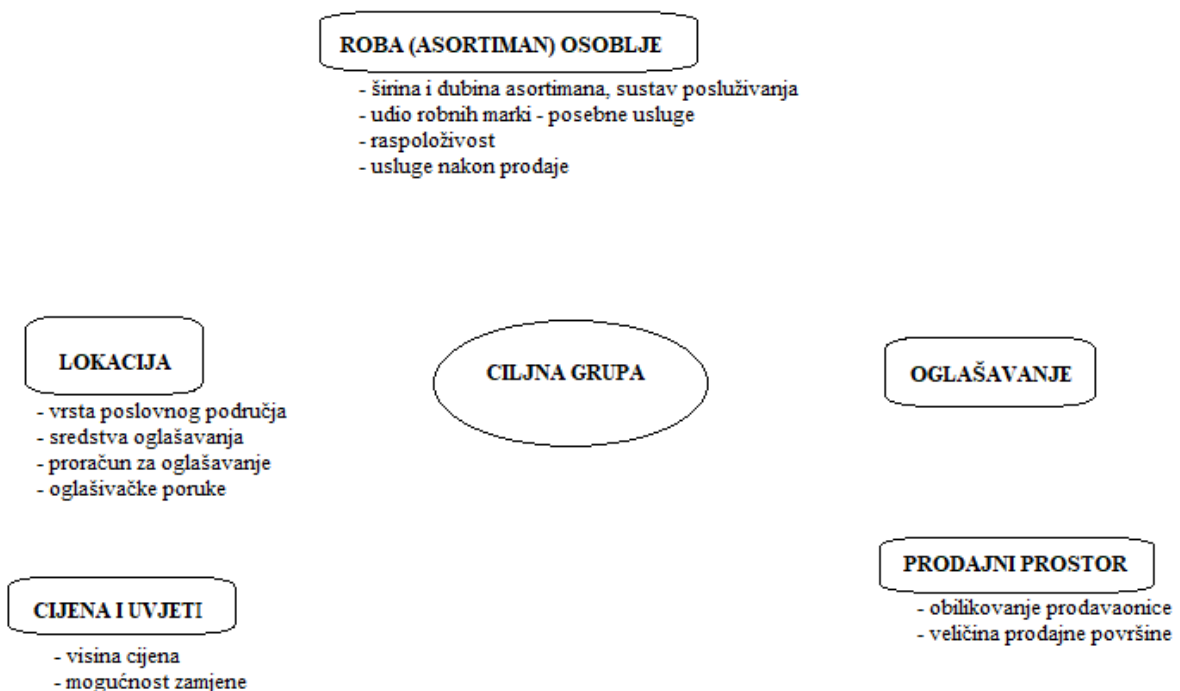 ROBA (ASORTIMAN) OSOBLJE
- širina i dubina asortimana, sustav posluživanja
- udio robnih marki - posebne usluge
- raspoloživost
- usluge nakon prodaje
LOKACIJA
- vrsta poslovnog područja
- sredstva oglašavanja
- proračun za oglašavanje
- oglašivačke poruke
CILJNA GRUPA
OGLAŠAVANJE
CIJENA I UVJETI
- visina cijena
- mogućnost zamjene
PRODAJNI PROSTOR
- obilikovanje prodavaonice
- veličina prodajne površine